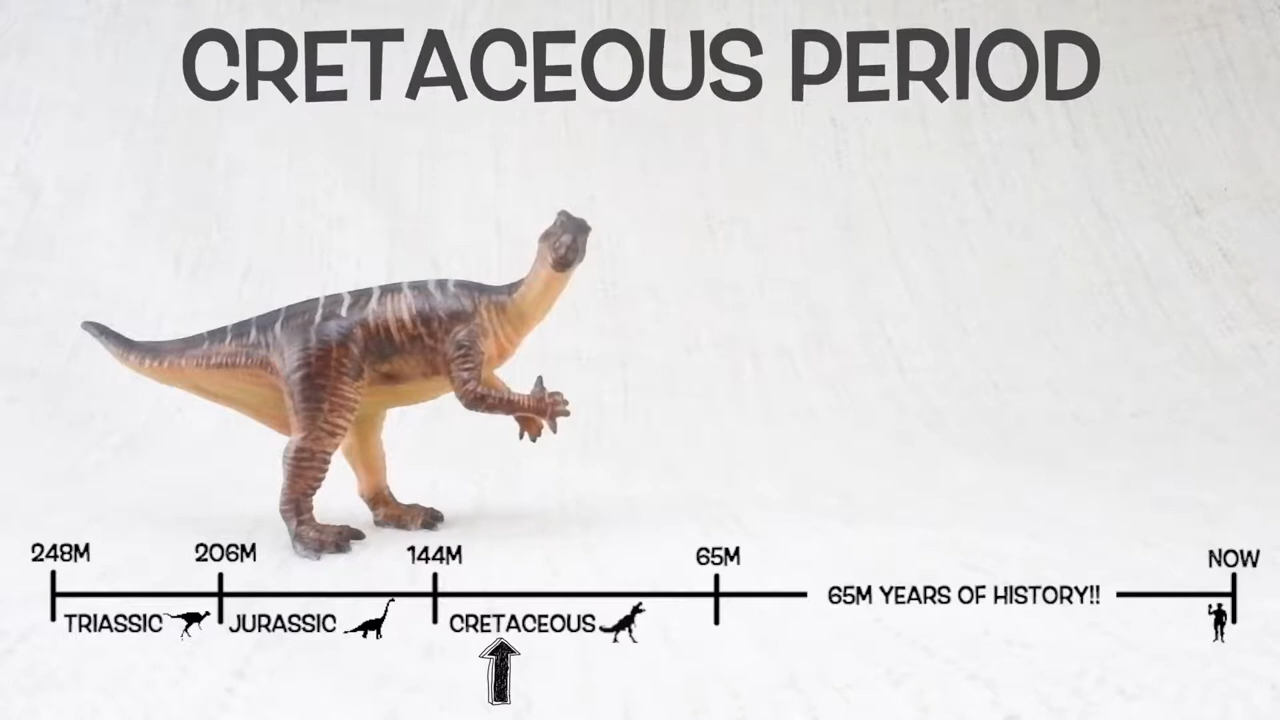 CRETACEOUS PERIOD
248M 206M 144M 65M NOW
65M YEARS OF HISTORY!!
TRIASSIC JURASSIC CRETACEOUS